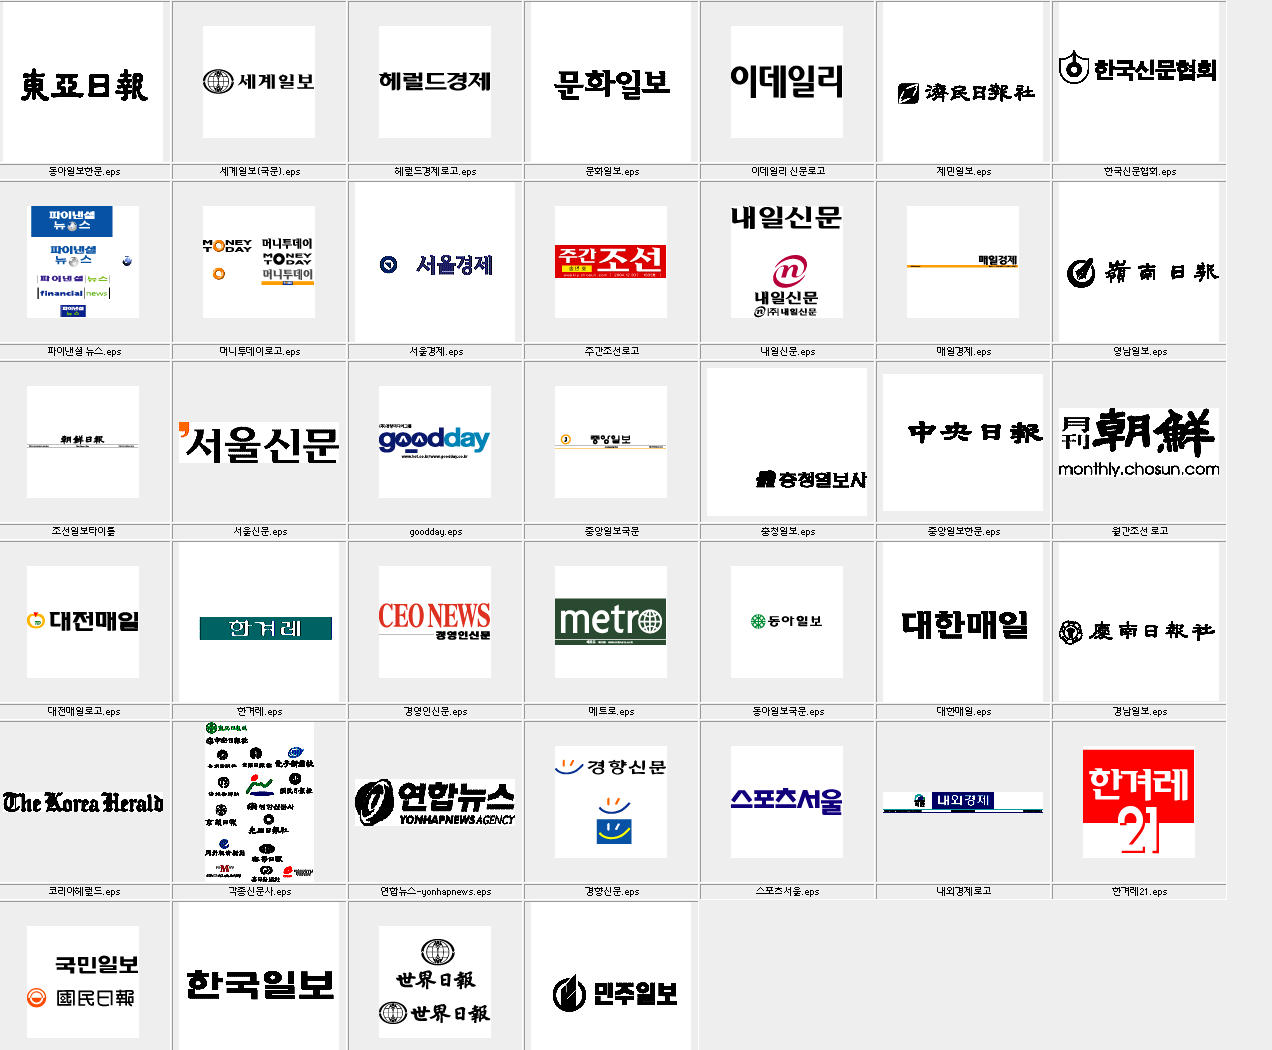 東亞日報
세계일보
헤럴드경제
문화일보
이데일리
濟民日報社
한국신문협회
동아일보한문.eps
세계일보(국문).eps
헤럴드경제로고.eps
문화일보.eps
이데일리 신문로고
제민일보.eps
한국신문협회.eps
파이낸셜
뉴스
파이낸셜
뉴스
파이낸셜 뉴스
financial news
파이낸셜
뉴스
MONEY
TODAY
머니투데이
MONEY
TODAY
머니투데이
서울경제
주간조선
weekly.chosun.com
내일신문
n
내일신문
(주)내일신문
매일경제
嶺南日報
파이낸셜 뉴스.eps
머니투데이로고.eps
서울경제.eps
주간조선로고
내일신문.eps
매일경제.eps
영남일보.eps
朝鮮日報
서울신문
goodday
중앙일보
충청일보사
中央日報
月刊朝鮮
monthly.chosun.com
조선일보타이틀
서울신문.eps
goodday.eps
중앙일보국문
충청일보.eps
중앙일보한문.eps
월간조선 로고
대전매일
한겨레
CEO NEWS
경영인신문
metro
동아일보
대한매일
慶南日報社
대전매일로고.eps
한겨레.eps
경영인신문.eps
메트로.eps
동아일보국문.eps
대한매일.eps
경남일보.eps
The Korea Herald
연합뉴스
YONHAPNEWS AGENCY
경향신문
스포츠서울
내외경제
한겨레
21
코리아헤럴드.eps
각종신문사.eps
연합뉴스-yonhapnews.eps
경향신문.eps
스포츠서울.eps
내외경제로고
한겨레21.eps
국민일보
國民日報
한국일보
世界日報
世界日報
민주일보